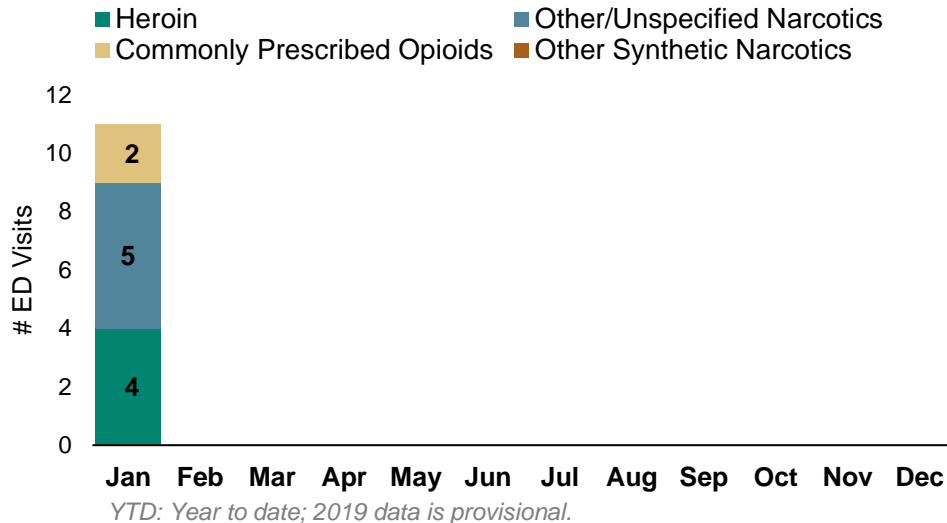 Heroin
Other/Unspecified Narcotics
Commonly Prescribed Opioids
Other Synthetic Narcotics
# ED Visits
12
10
8
6
4
2
0
2
5
4
Jan Feb Mar Apr May Jun Jul Aug Sep Oct Nov Dec
YTD: Year to date; 2019 data is provisional.